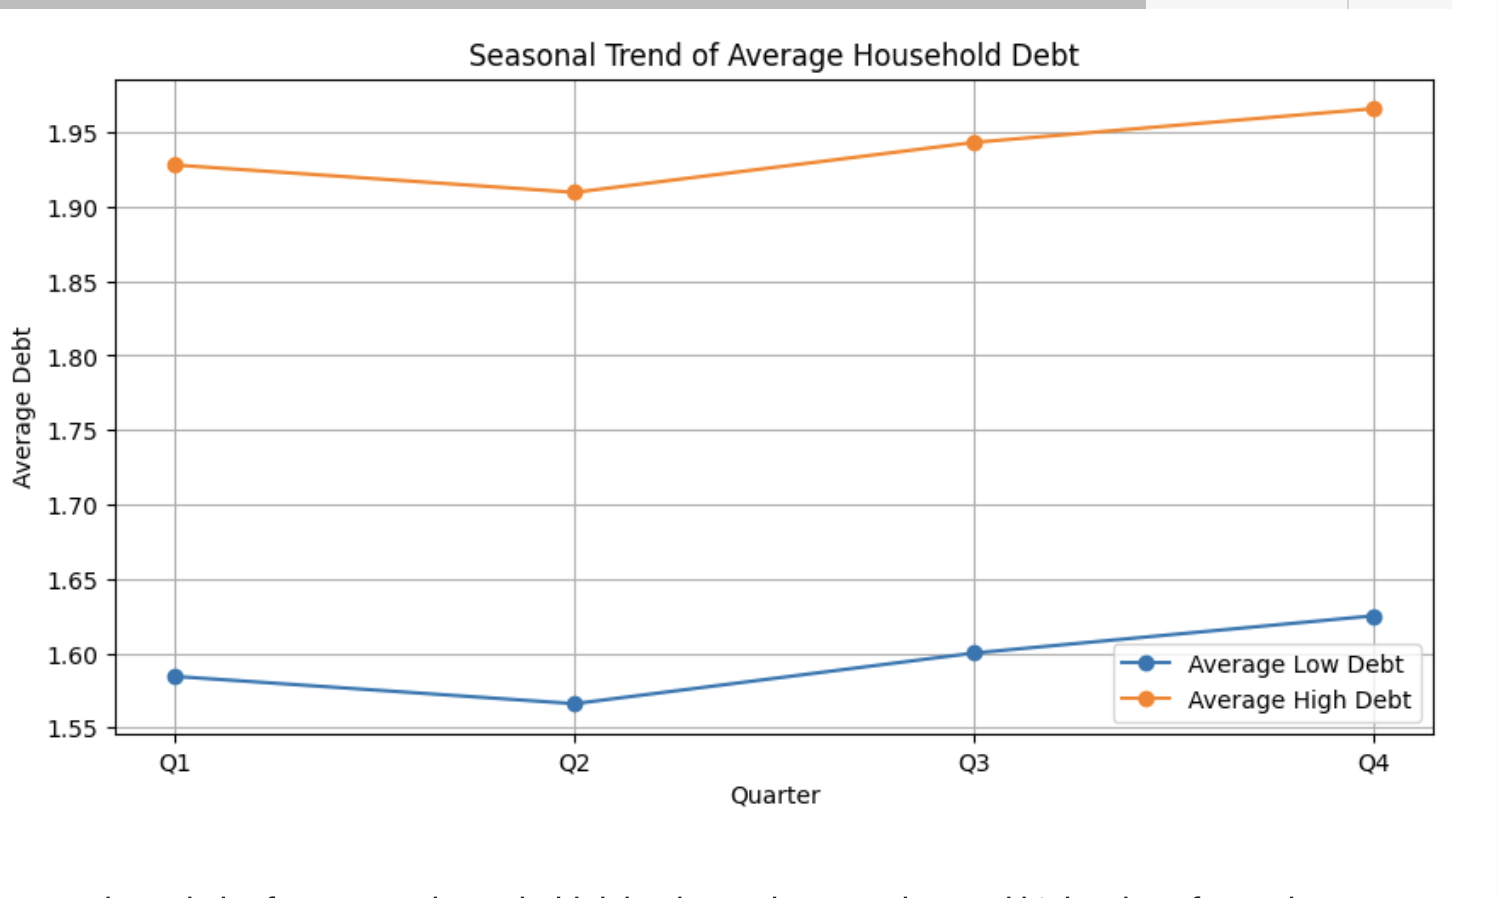 Seasonal Trend of Average Household Debt
Average Debt
1.95
1.90
1.85
1.80
1.75
1.70
1.65
1.60
1.55
Q1 Q2 Q3 Q4
Quarter
Average Low Debt
Average High Debt